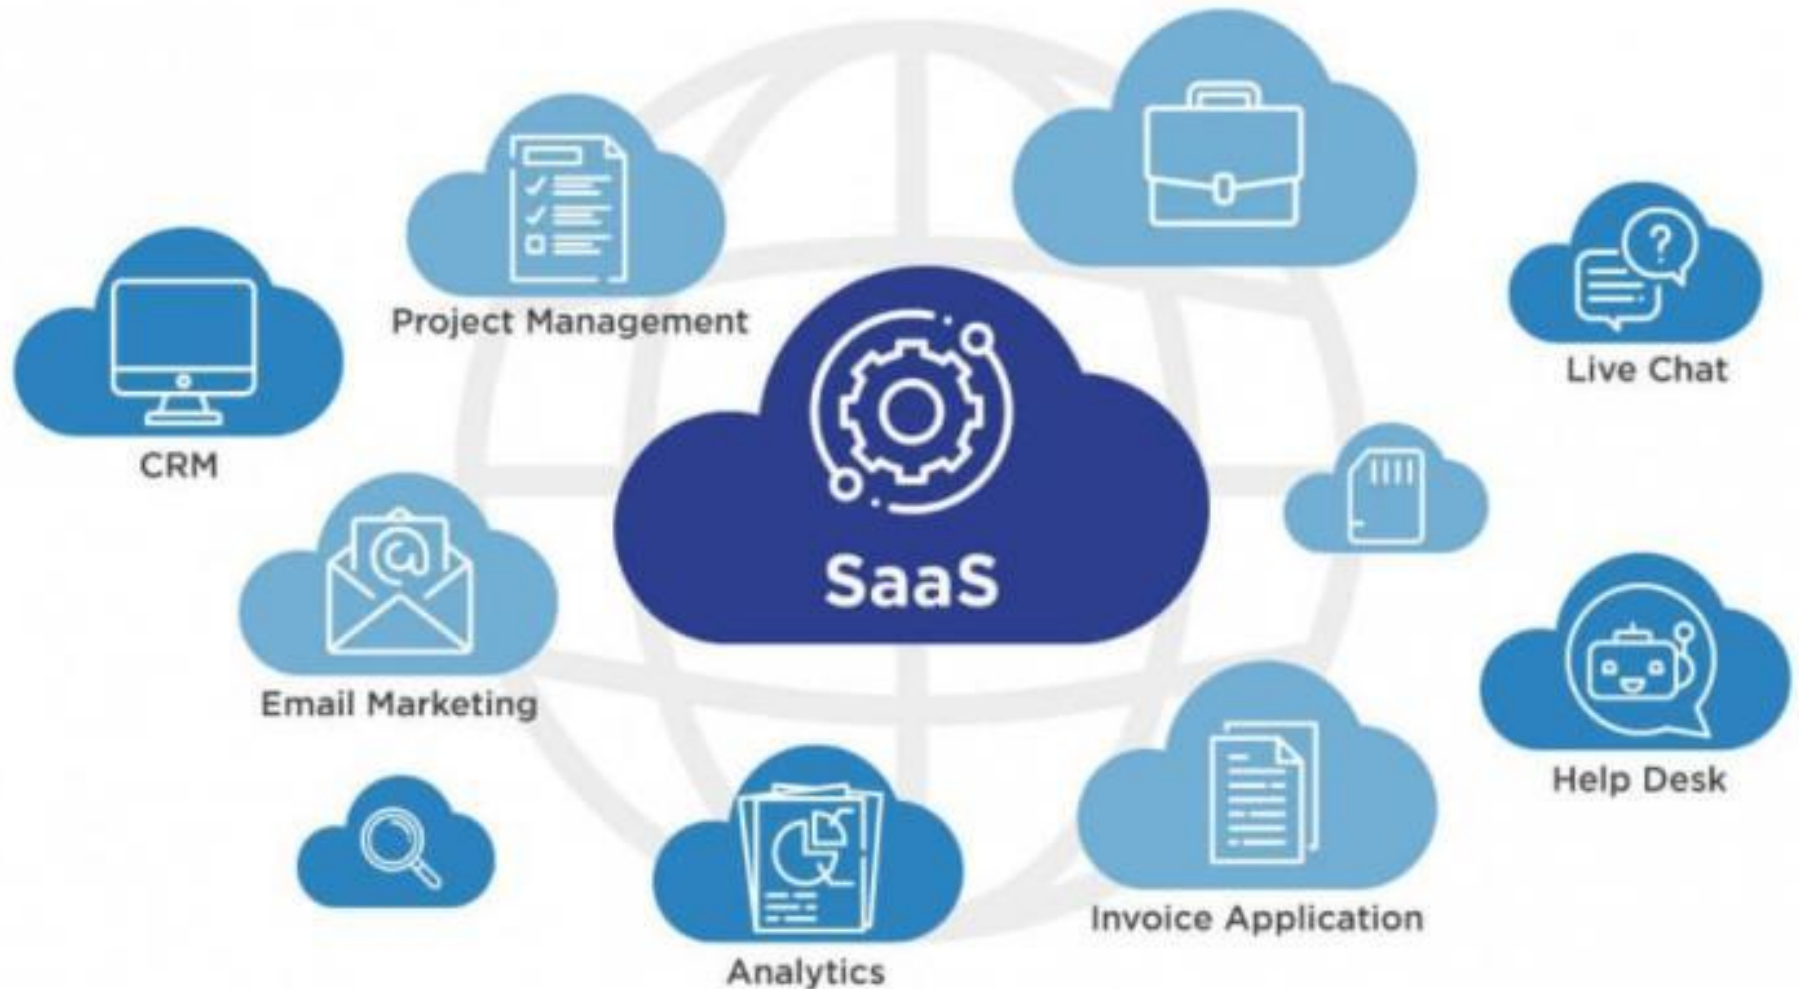 Project Management
Live Chat
CRM
SaaS
Email Marketing
Help Desk
Invoice Application
Analytics